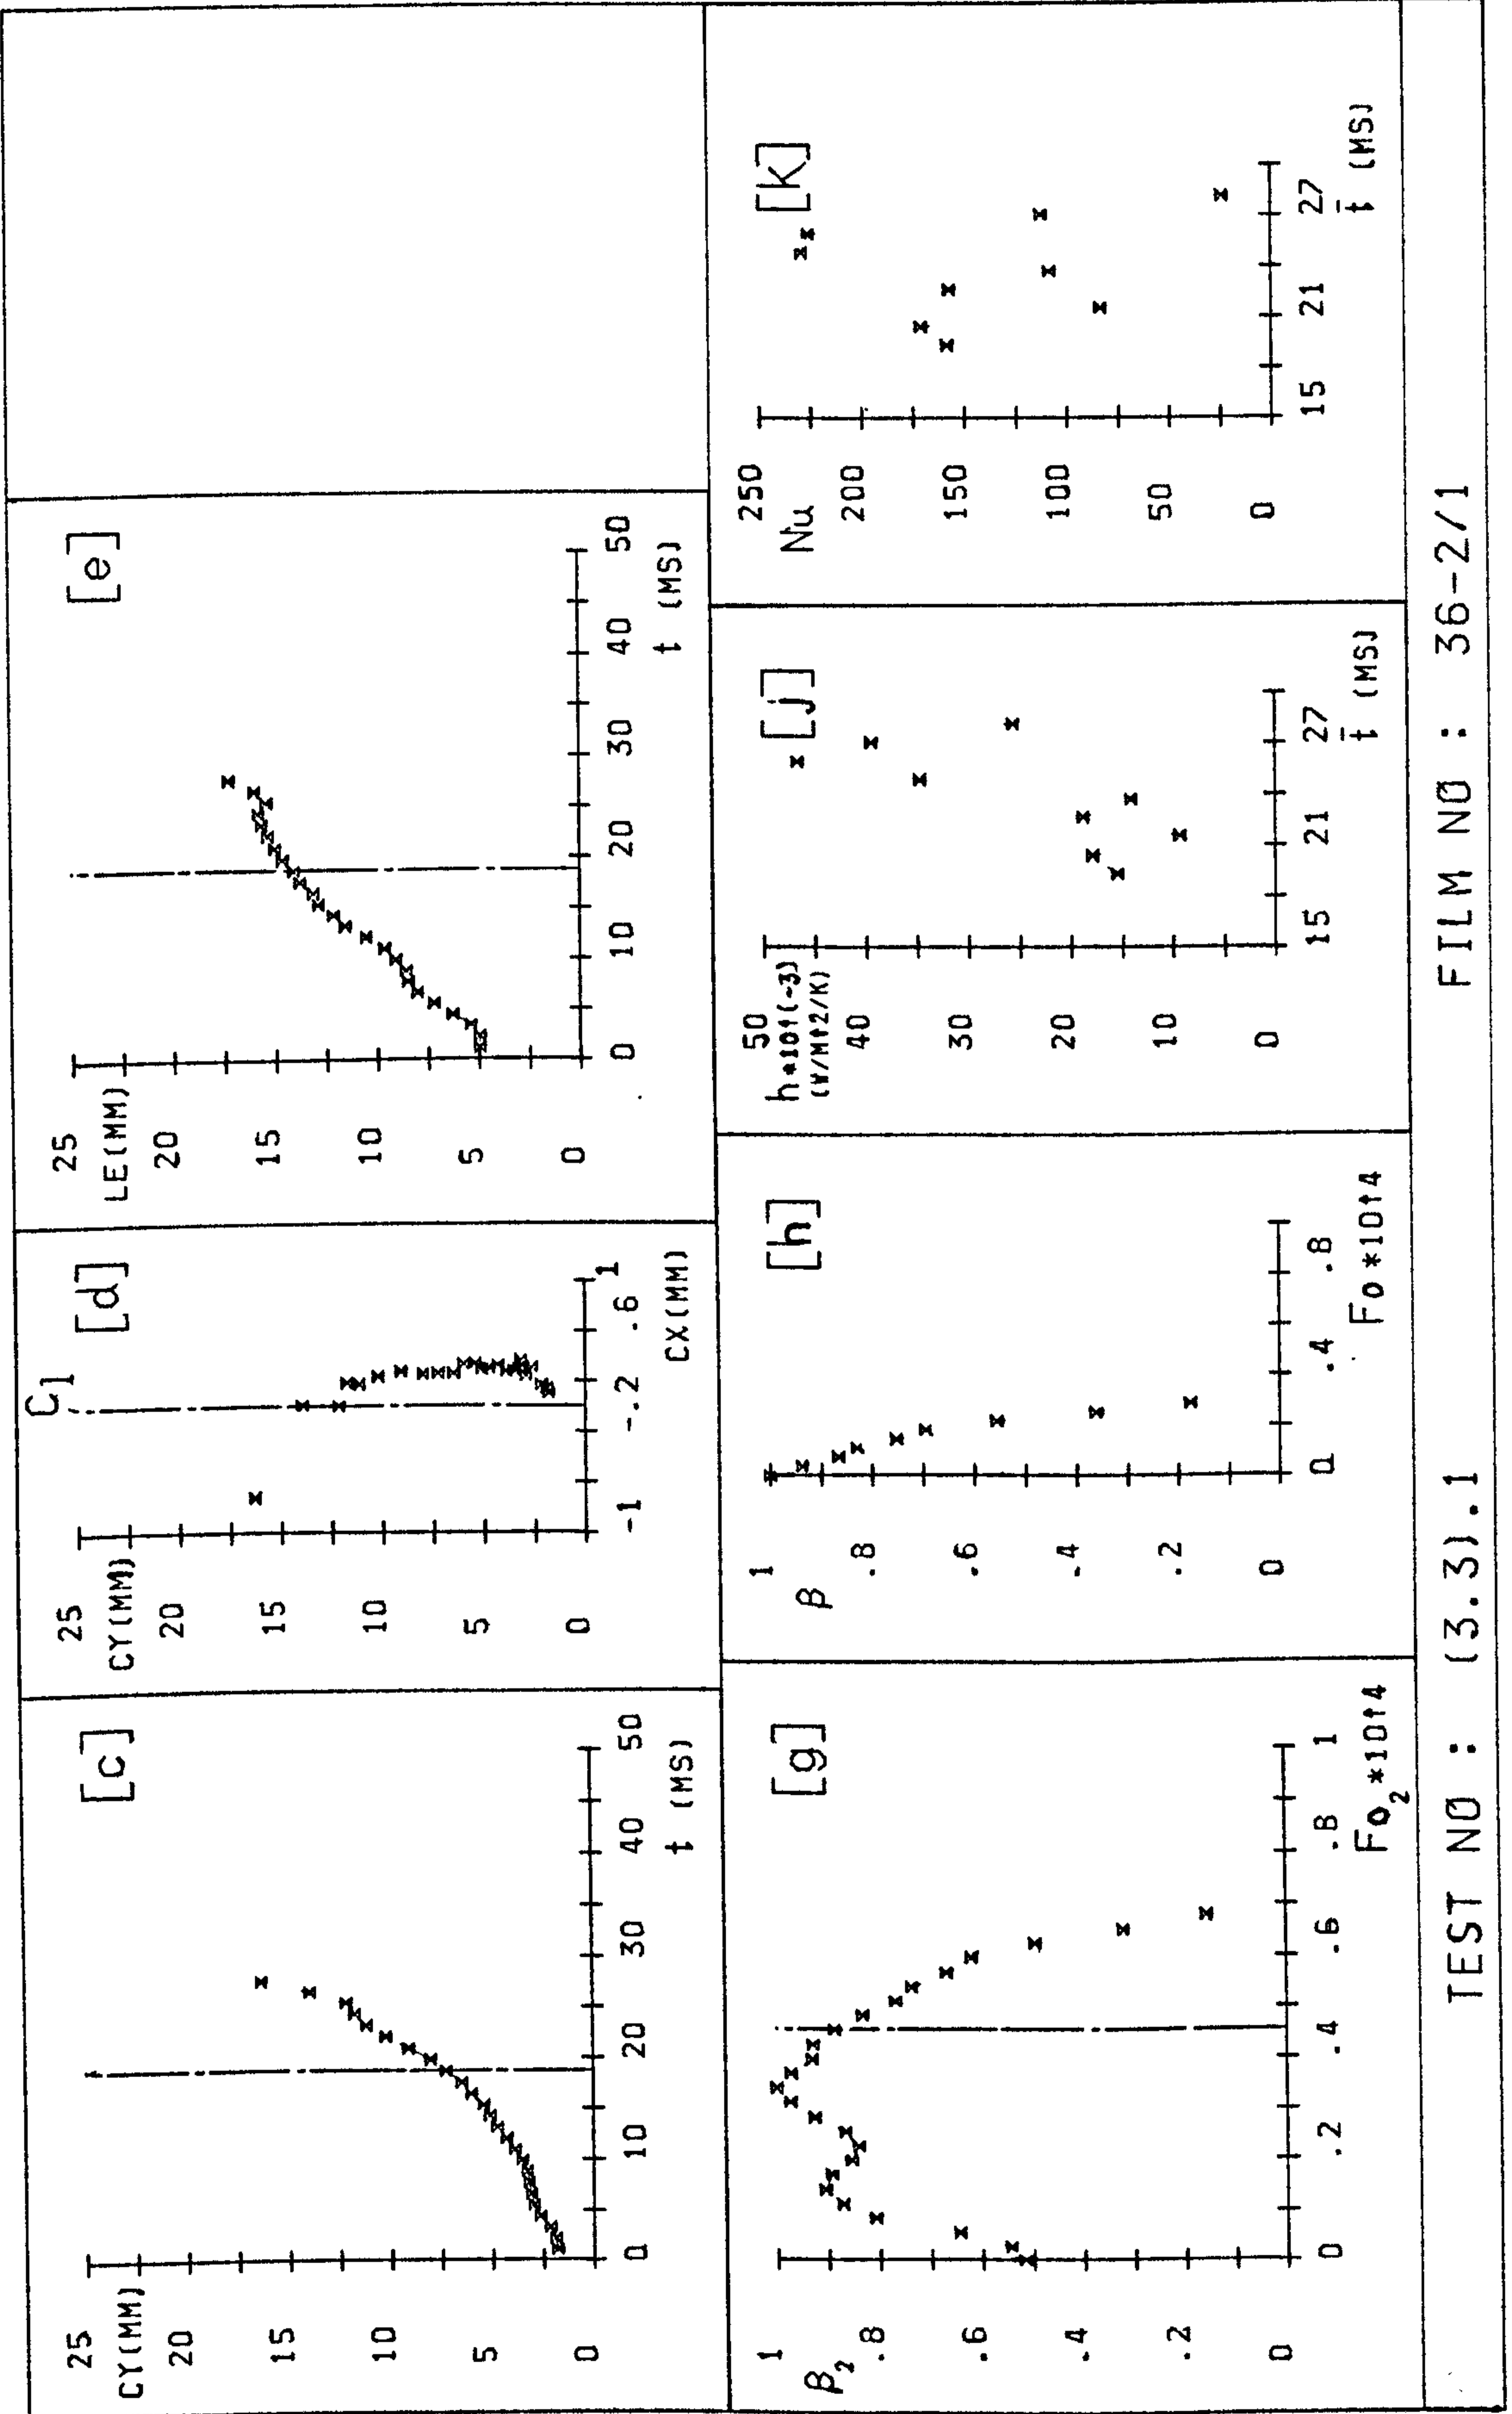 [c]
25
CY(MM)
20
15
10
5
0
0 10 20 30 40 50
t (MS)
[d]
C1
25
CY(MM)
20
15
10
5
0
-1 -.2 .6 1
CX(MM)
[e]
25
LE(MM)
20
15
10
5
0
0 10 20 30 40 50
t (MS)
[g]
1
β2
.8
.6
.4
.2
0
0 .2 .4 .6 .8 1
Fo2*10↑4
[h]
1
β
.8
.6
.4
.2
0
0 .4 .8
Fo*10↑4
[j]
50
h*10↑(-3)
(W/M↑2/K)
40
30
20
10
0
15 21 27
t̄ (MS)
[k]
250
Nu
200
150
100
50
0
15 21 27
t̄ (MS)
TEST NØ : (3.3).1 FILM NØ : 36-2/1